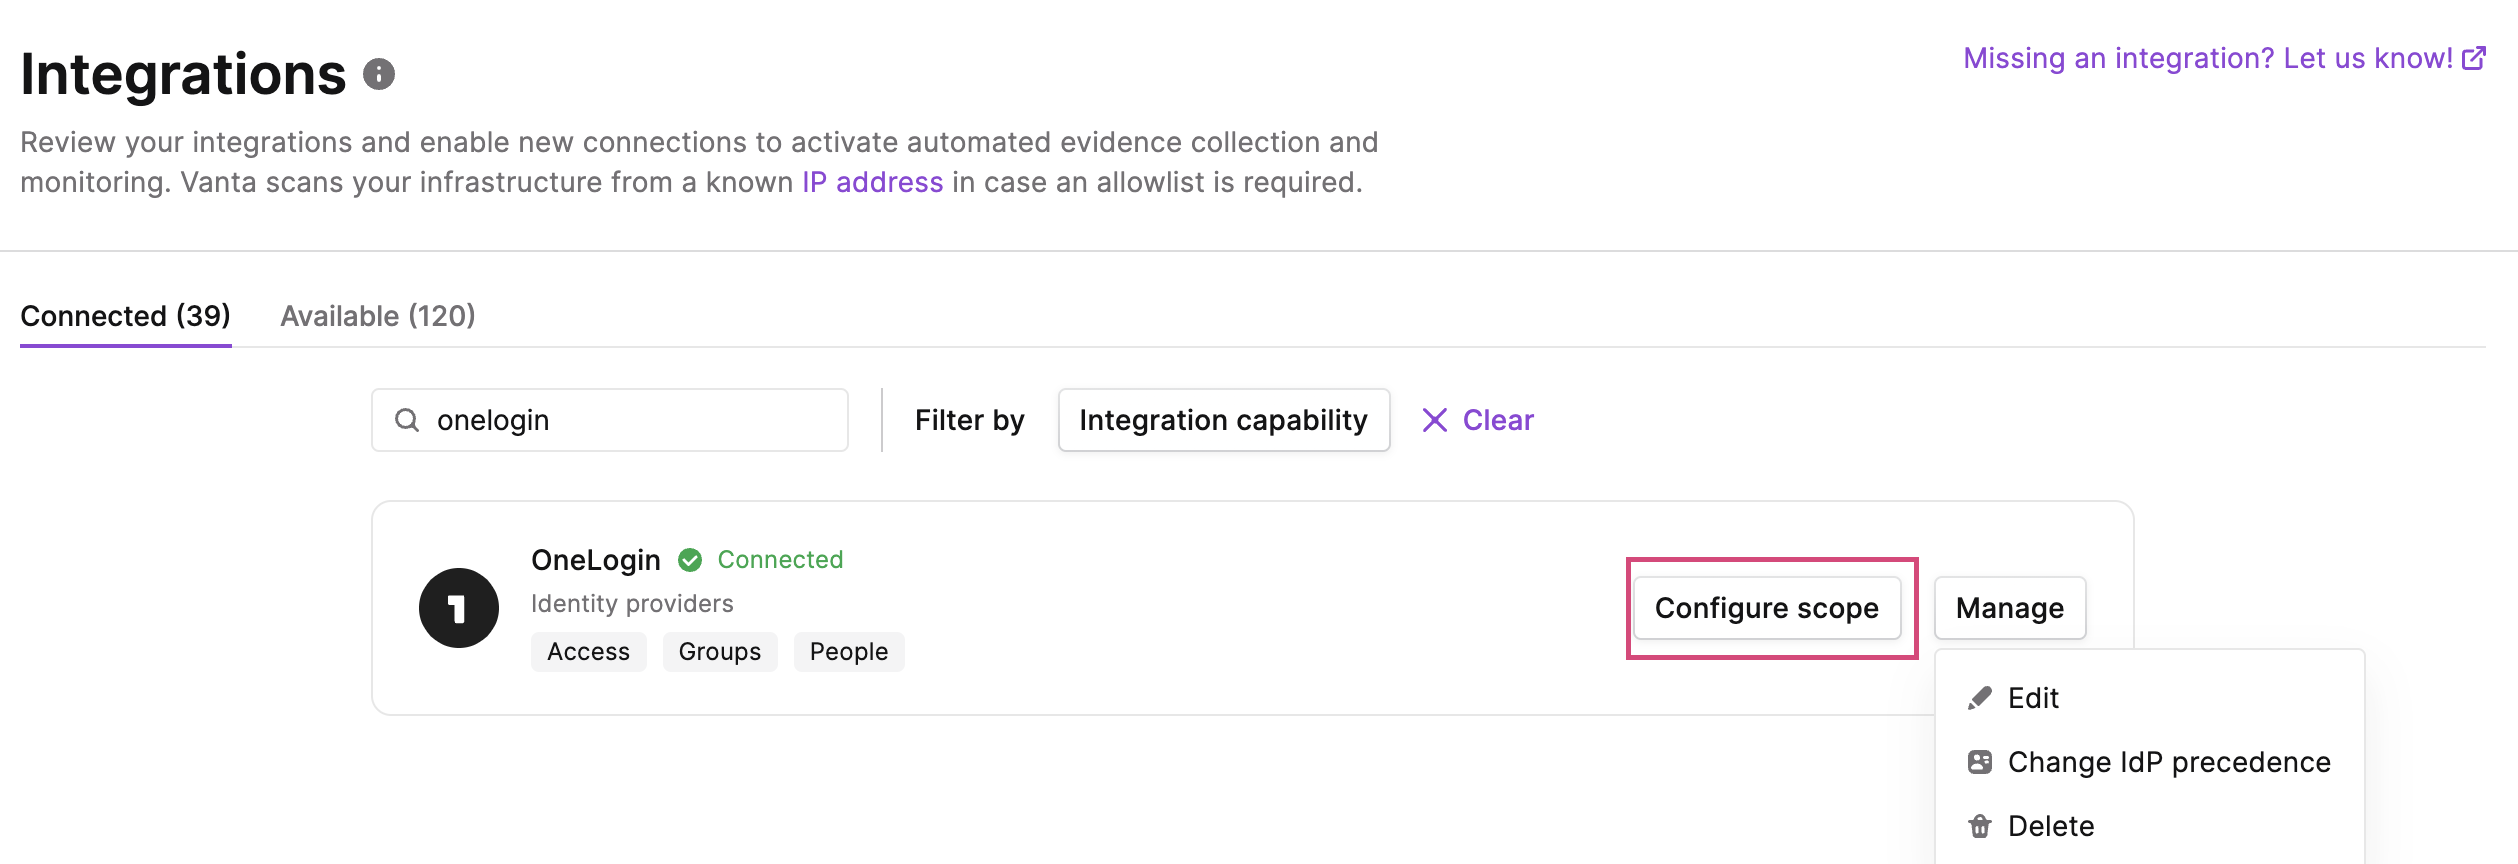 Integrations
Missing an integration? Let us know!
Review your integrations and enable new connections to activate automated evidence collection and
monitoring. Vanta scans your infrastructure from a known IP address in case an allowlist is required.
Connected (39) Available (120)
onelogin Filter by Integration capability Clear
OneLogin Connected
Identity providers
Access Groups People
Configure scope Manage
Edit
Change IdP precedence
Delete